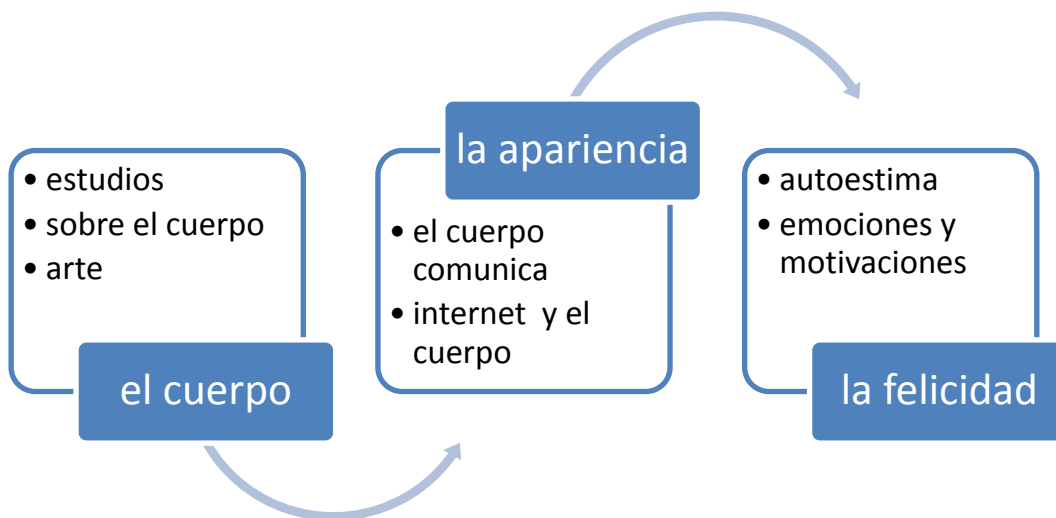 • estudios
• sobre el cuerpo
• arte
el cuerpo
la apariencia
• el cuerpo
comunica
• internet y el
cuerpo
• autoestima
• emociones y
motivaciones
la felicidad